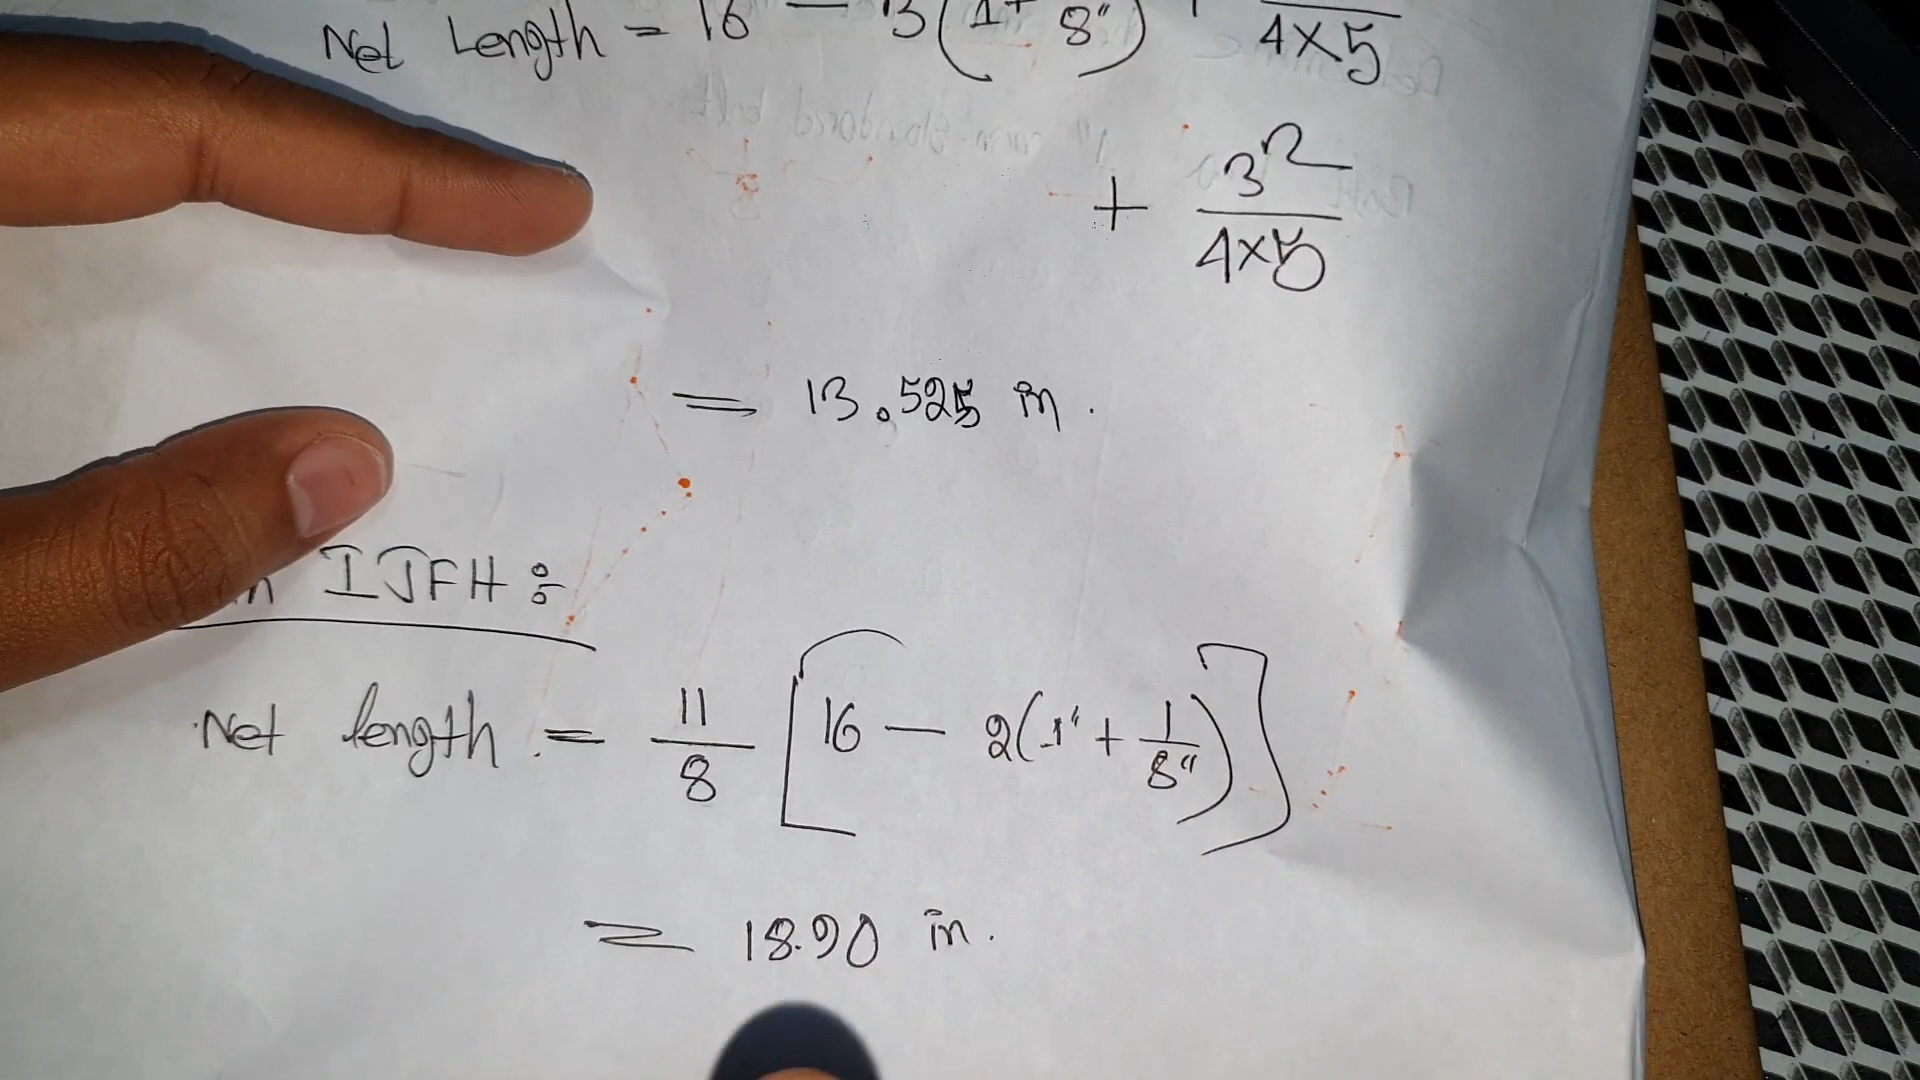 Net Length = 16 - 3(1+ 8")
4×5
+ 3²
4×5
= 13.525 in.
IJFH :
Net length = 11/8 [16 - 2(1" + 1/8")]
= 18.90 in.